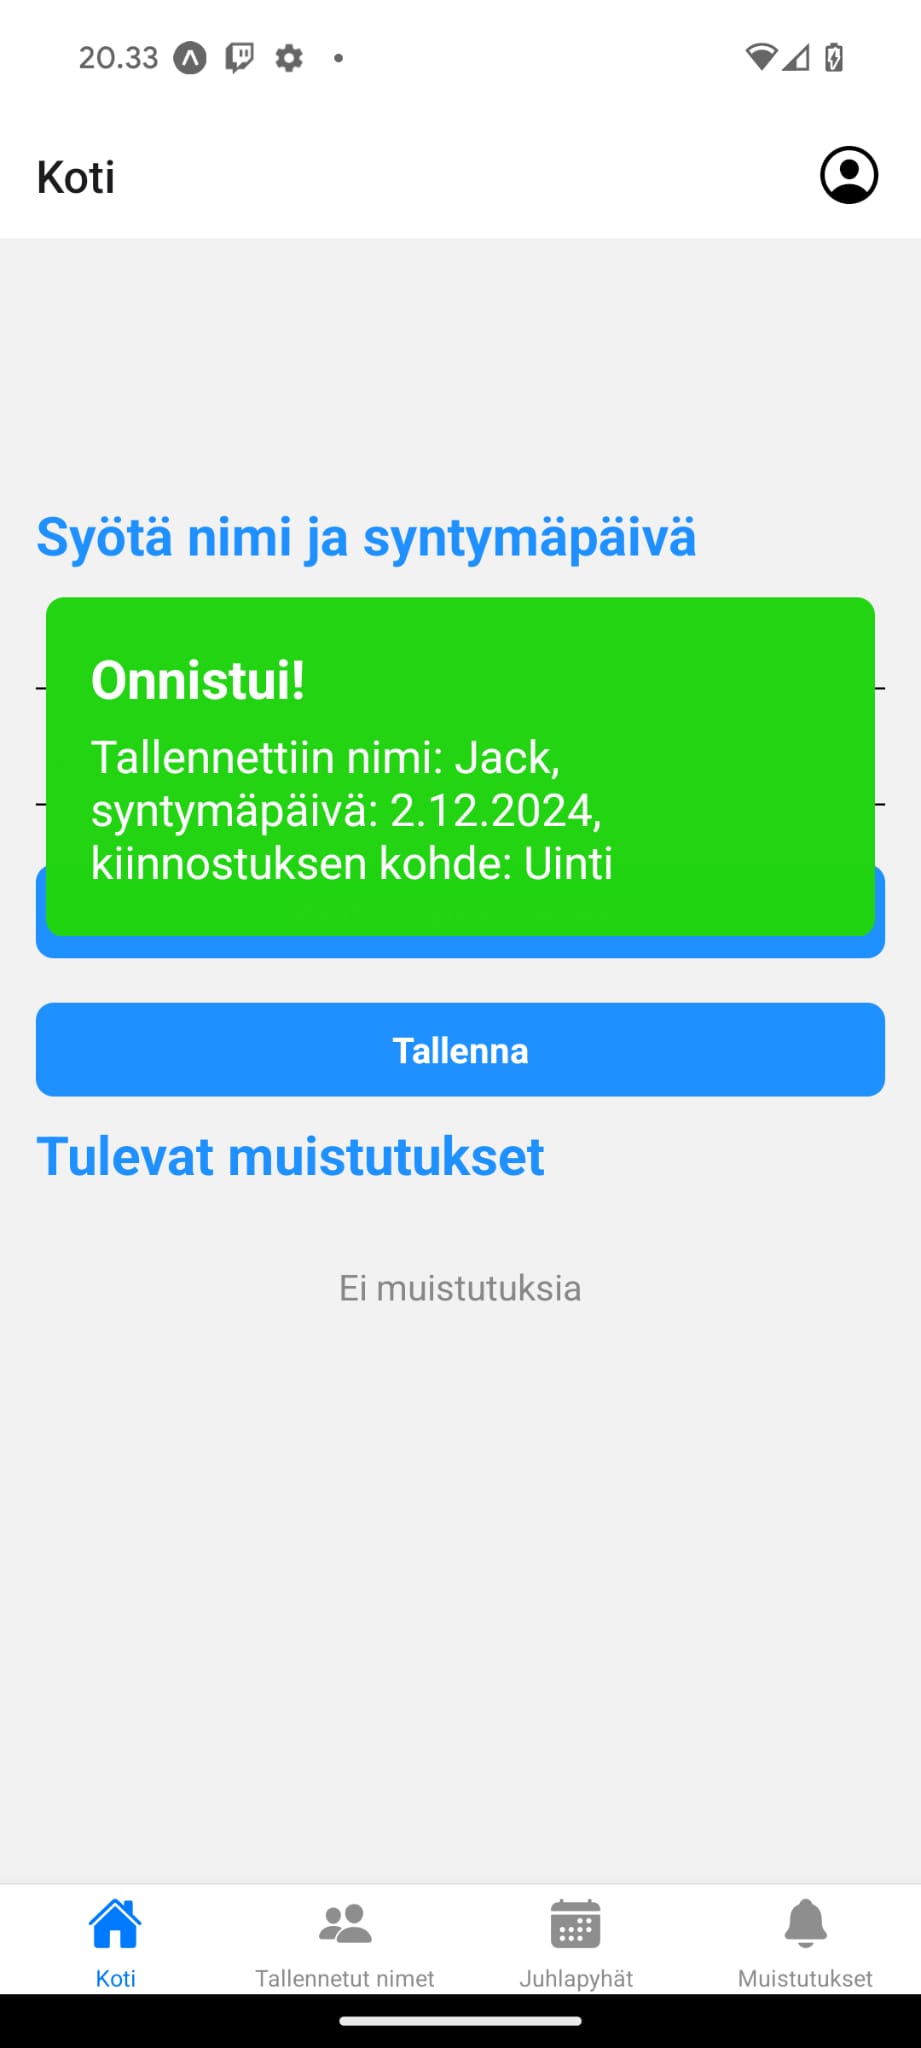 20.33
Koti
Syötä nimi ja syntymäpäivä
Onnistui!
Tallennettiin nimi: Jack,
syntymäpäivä: 2.12.2024,
kiinnostuksen kohde: Uinti
Tallenna
Tulevat muistutukset
Ei muistutuksia
Koti
Tallennetut nimet
Juhlapyhät
Muistutukset